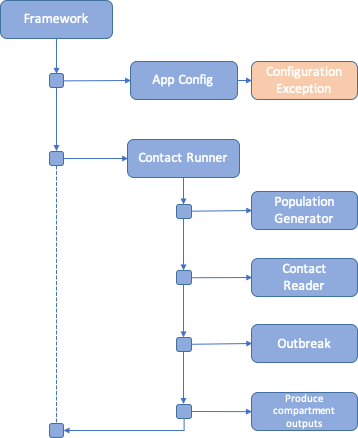 Framework
App Config
Configuration
Exception
Contact Runner
Population
Generator
Contact
Reader
Outbreak
Produce
compartment
outputs